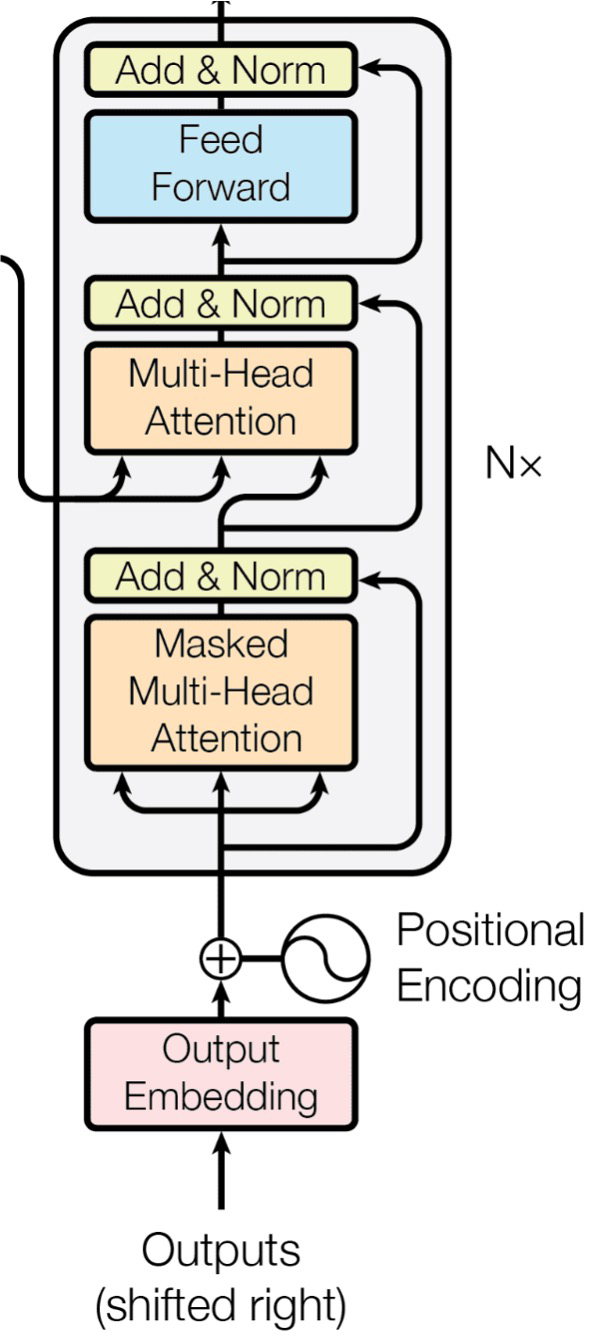 Add & Norm
Feed
Forward
Add & Norm
Multi-Head
Attention
N×
Add & Norm
Masked
Multi-Head
Attention
Positional
Encoding
Output
Embedding
Outputs
(shifted right)